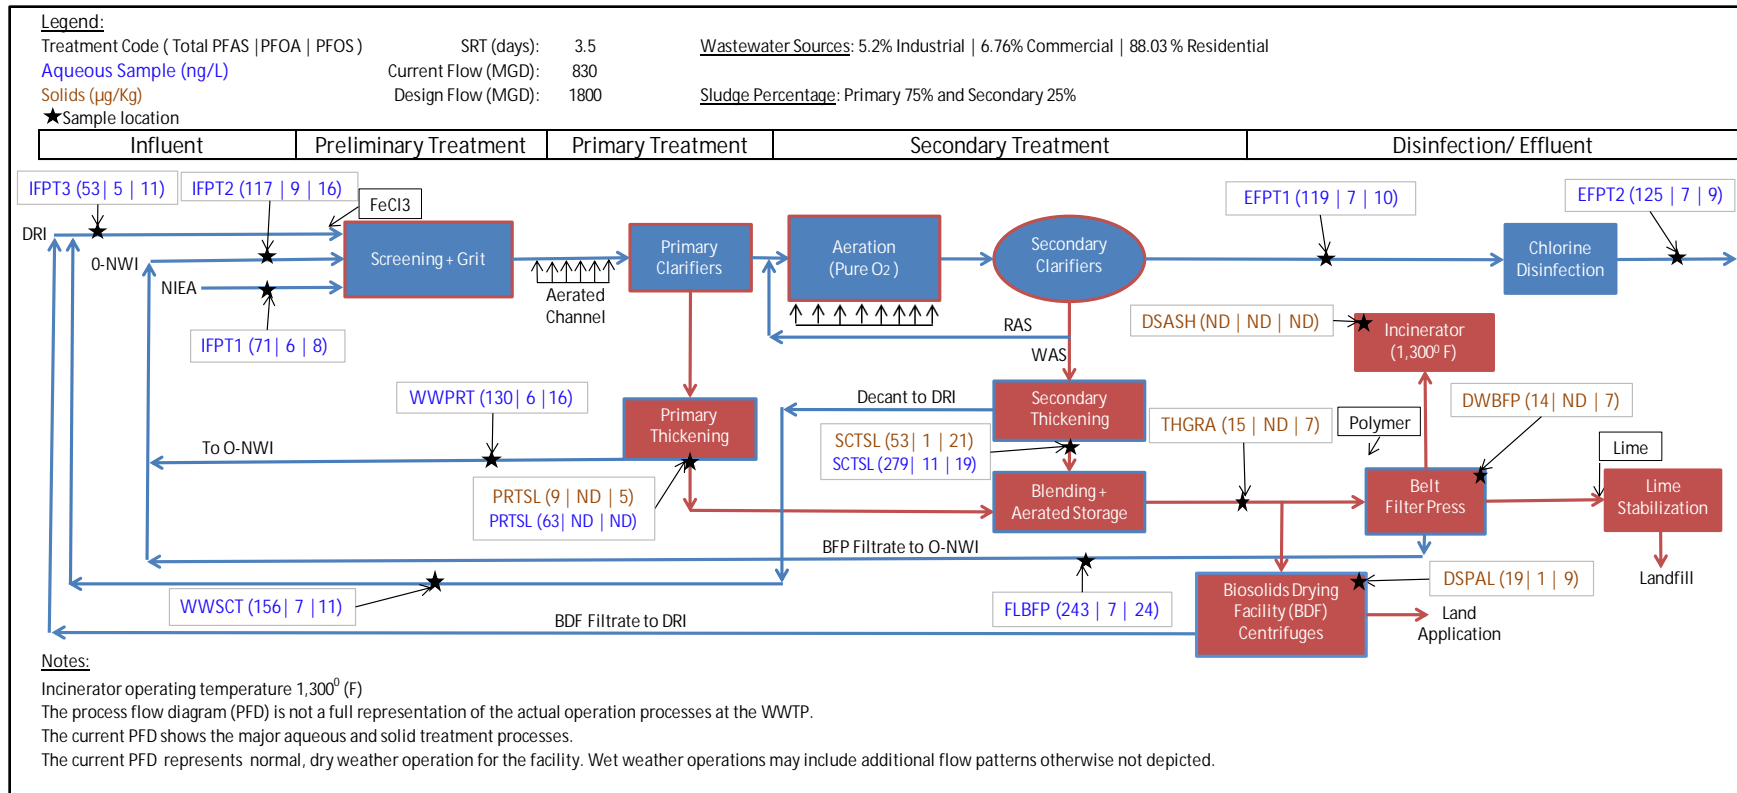 Legend:
Treatment Code ( Total PFAS |PFOA | PFOS )
SRT (days): 3.5
Wastewater Sources: 5.2% Industrial | 6.76% Commercial | 88.03 % Residential
Aqueous Sample (ng/L)
Current Flow (MGD): 830
Solids (µg/Kg)
Design Flow (MGD): 1800
Sludge Percentage: Primary 75% and Secondary 25%
★Sample location
Influent
Preliminary Treatment
Primary Treatment
Secondary Treatment
Disinfection/ Effluent
IFPT3 (53| 5 | 11)
IFPT2 (117 | 9 | 16)
FeCl3
EFPT1 (119 | 7 | 10)
EFPT2 (125 | 7 | 9)
DRI
0-NWI
NIEA
Screening + Grit
Aerated
Channel
Primary
Clarifiers
Aeration
(Pure O2 )
Secondary
Clarifiers
Chlorine
Disinfection
IFPT1 (71| 6 | 8)
RAS
WAS
DSASH (ND | ND | ND)
Incinerator
(1,300⁰ F)
WWPRT (130| 6 |16)
Primary
Thickening
Decant to DRI
Secondary
Thickening
THGRA (15 | ND | 7)
Polymer
DWBFP (14| ND | 7)
To O-NWI
SCTSL (53| 1 | 21)
SCTSL (279| 11 | 19)
Lime
PRTSL (9 | ND | 5)
PRTSL (63| ND | ND)
Blending +
Aerated Storage
Belt
Filter Press
Lime
Stabilization
BFP Filtrate to O-NWI
Landfill
WWSCT (156| 7 | 11)
FLBFP (243 | 7 | 24)
Biosolids Drying
Facility (BDF)
Centrifuges
DSPAL (19| 1 | 9)
BDF Filtrate to DRI
Land
Application
Notes:
Incinerator operating temperature 1,300⁰ (F)
The process flow diagram (PFD) is not a full representation of the actual operation processes at the WWTP.
The current PFD shows the major aqueous and solid treatment processes.
The current PFD represents normal, dry weather operation for the facility. Wet weather operations may include additional flow patterns otherwise not depicted.